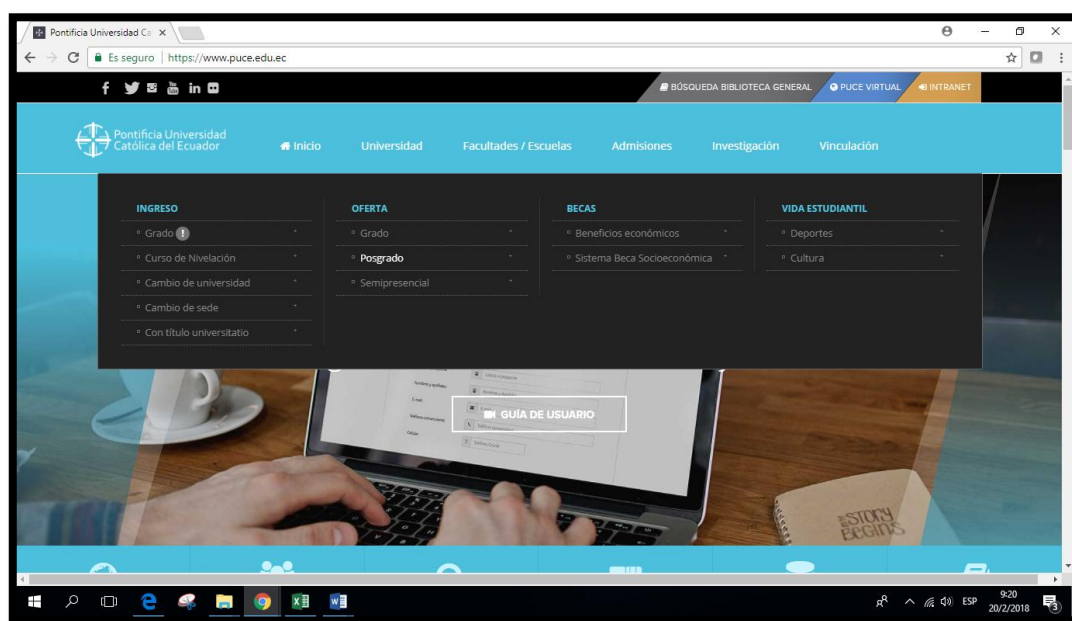 Pontificia Universidad Ca
Es seguro | https://www.puce.edu.ec
BÚSQUEDA BIBLIOTECA GENERAL
PUCE VIRTUAL
INTRANET
Pontificia Universidad
Católica del Ecuador
Inicio
Universidad
Facultades / Escuelas
Admisiones
Investigación
Vinculación
INGRESO
Grado
Curso de Nivelación
Cambio de universidad
Cambio de sede
Con título universitatio
OFERTA
Grado
Posgrado
Semipresencial
BECAS
Beneficios económicos
Sistema Beca Socioeconómica
VIDA ESTUDIANTIL
Deportes
Cultura
GUÍA DE USUARIO
STORY
BEGINS
ESP
9:20
20/2/2018